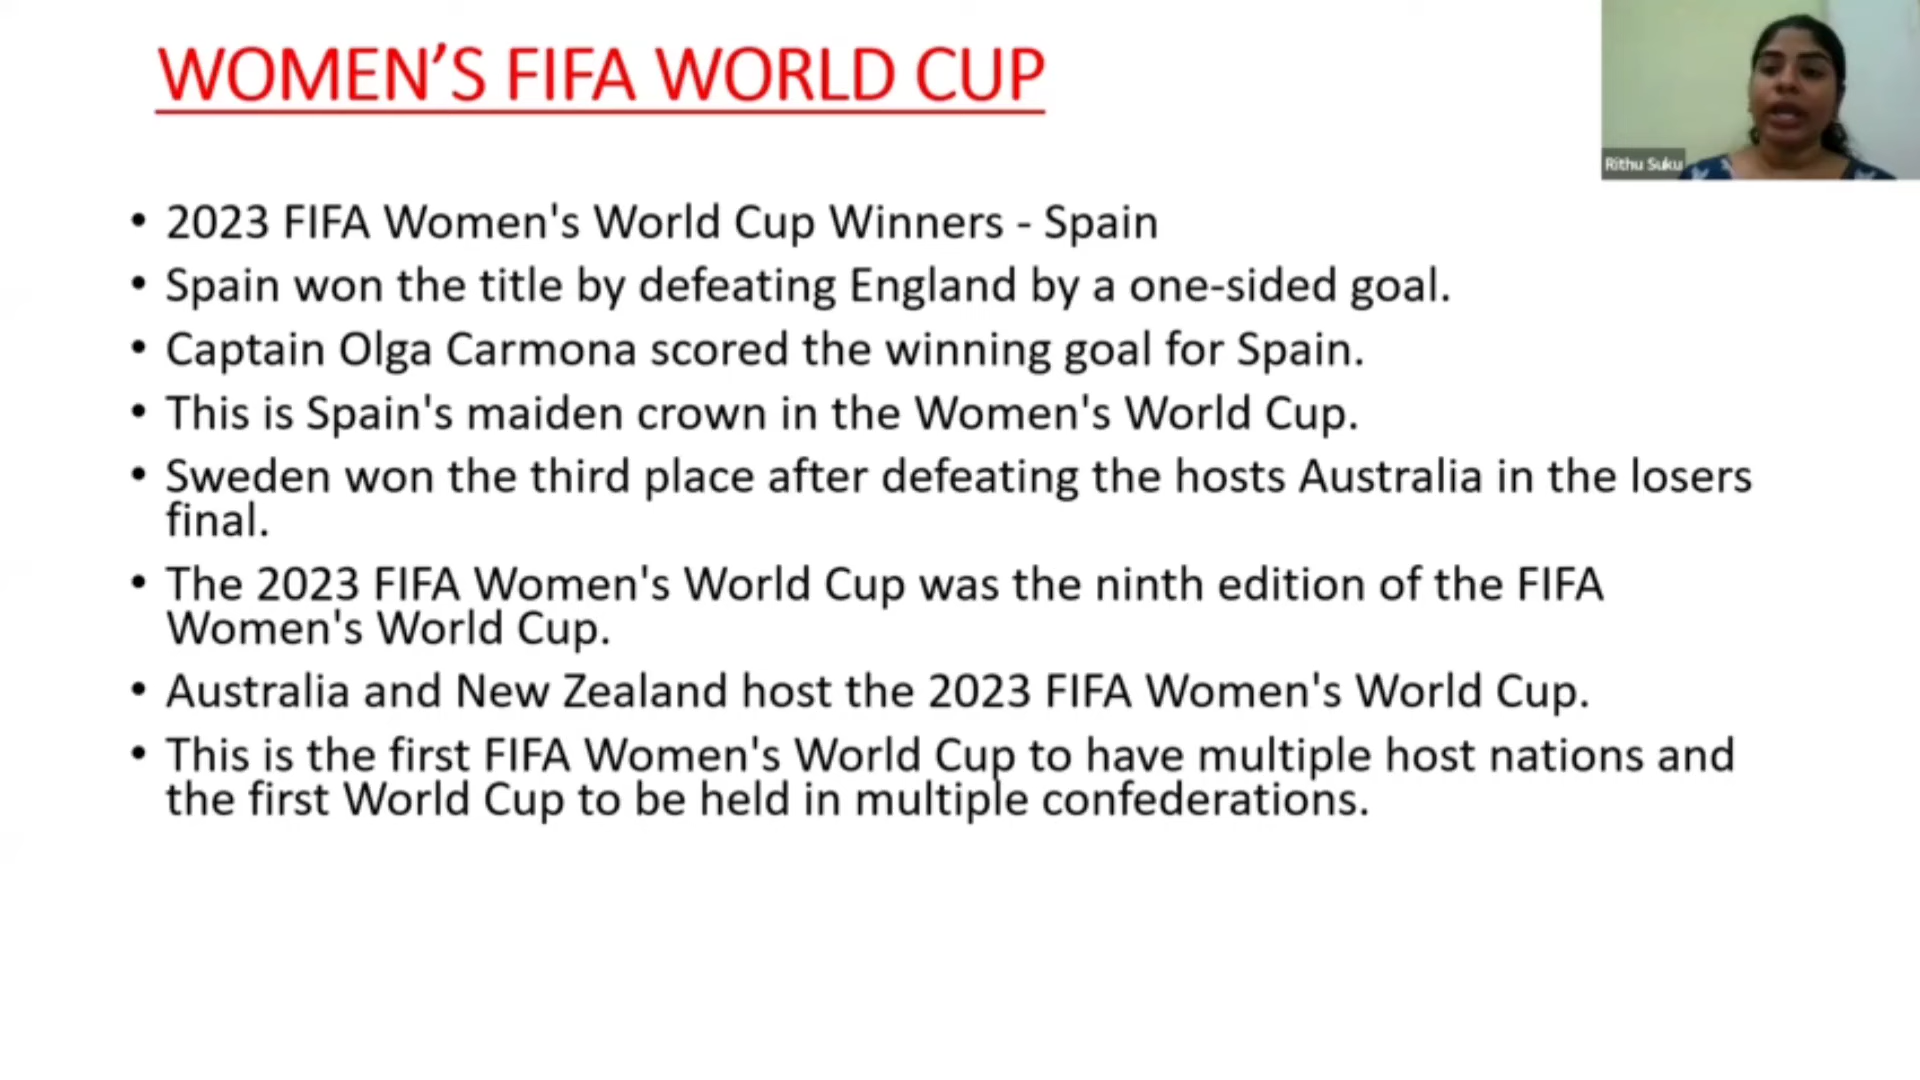 WOMEN’S FIFA WORLD CUP
Rithu Suku
• 2023 FIFA Women's World Cup Winners - Spain
• Spain won the title by defeating England by a one-sided goal.
• Captain Olga Carmona scored the winning goal for Spain.
• This is Spain's maiden crown in the Women's World Cup.
• Sweden won the third place after defeating the hosts Australia in the losers
final.
• The 2023 FIFA Women's World Cup was the ninth edition of the FIFA
Women's World Cup.
• Australia and New Zealand host the 2023 FIFA Women's World Cup.
• This is the first FIFA Women's World Cup to have multiple host nations and
the first World Cup to be held in multiple confederations.